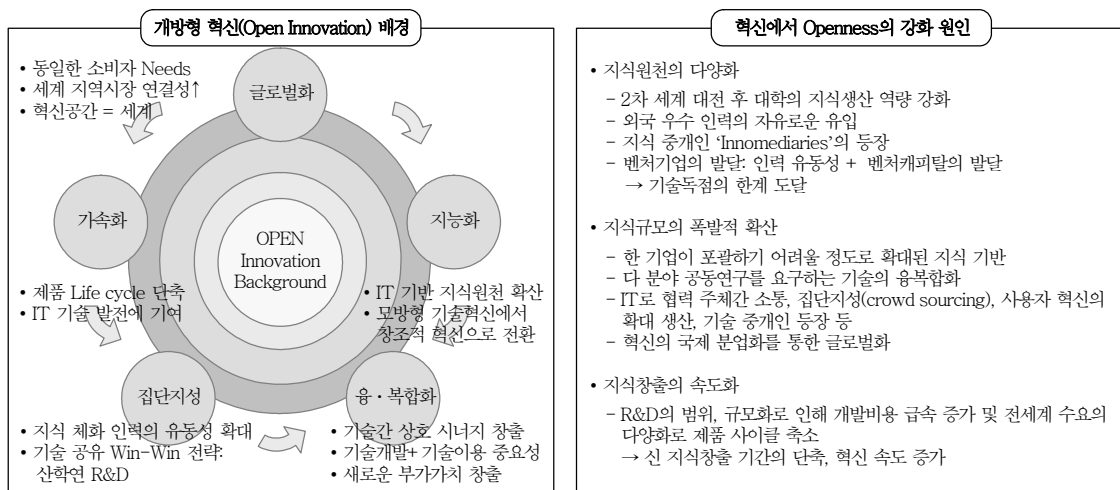 개방형 혁신(Open Innovation) 배경
• 동일한 소비자 Needs
• 세계 지역시장 연결성↑
• 혁신공간 = 세계
글로벌화
가속화
지능화
OPEN
Innovation
Background
• 제품 Life cycle 단축
• IT 기술 발전에 기여
• IT 기반 지식원천 확산
• 모방형 기술혁신에서
창조적 혁신으로 전환
집단지성
융·복합화
• 지식 체화 인력의 유동성 확대
• 기술 공유 Win-Win 전략:
산학연 R&D
• 기술간 상호 시너지 창출
• 기술개발+기술이용 중요성
• 새로운 부가가치 창출
혁신에서 Openness의 강화 원인
• 지식원천의 다양화
- 2차 세계 대전 후 대학의 지식생산 역량 강화
- 외국 우수 인력의 자유로운 유입
- 지식 중개인 'Innomediaries'의 등장
- 벤처기업의 발달: 인력 유동성 + 벤처캐피탈의 발달
→ 기술독점의 한계 도달
• 지식규모의 폭발적 확산
- 한 기업이 포괄하기 어려울 정도로 확대된 지식 기반
- 다 분야 공동연구를 요구하는 기술의 융복합화
- IT로 협력 주체간 소통, 집단지성(crowd sourcing), 사용자 혁신의
확대 생산, 기술 중개인 등장 등
- 혁신의 국제 분업화를 통한 글로벌화
• 지식창출의 속도화
- R&D의 범위, 규모화로 인해 개발비용 급속 증가 및 전세계 수요의
다양화로 제품 사이클 축소
→ 신 지식창출 기간의 단축, 혁신 속도 증가